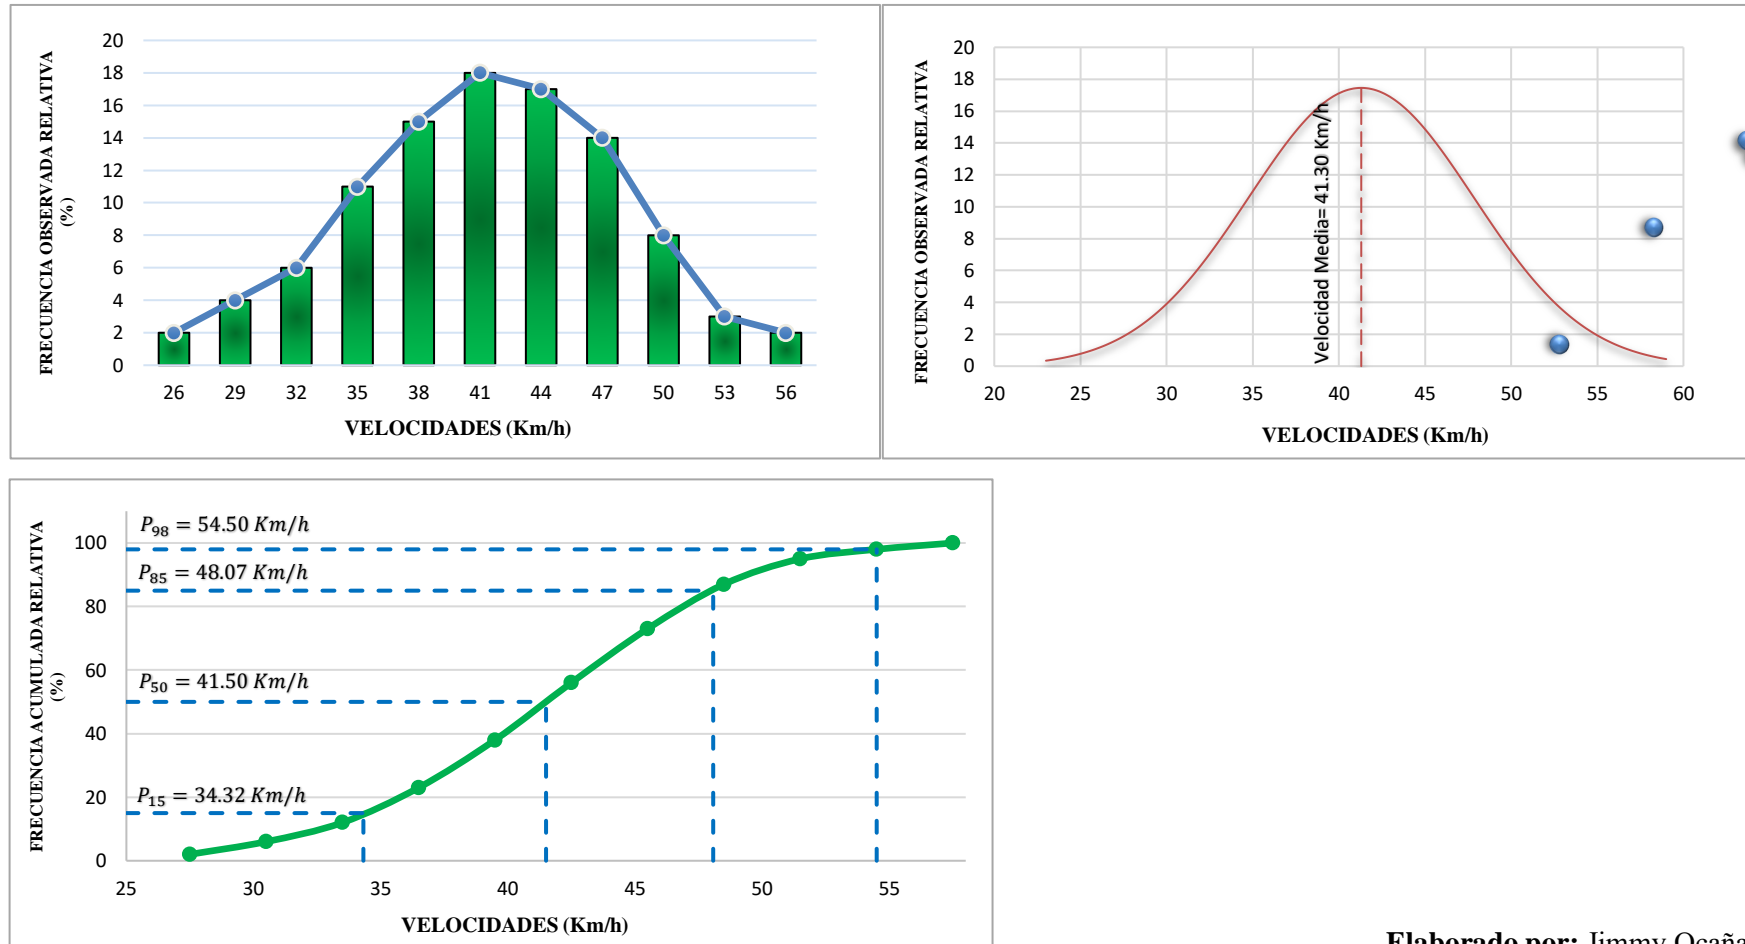 FRECUENCIA OBSERVADA RELATIVA
(%)
20
18
16
14
12
10
8
6
4
2
0
26 29 32 35 38 41 44 47 50 53 56
VELOCIDADES (Km/h)
FRECUENCIA OBSERVADA RELATIVA
20
18
16
14
12
10
8
6
4
2
0
Velocidad Media= 41.30 Km/h
20 25 30 35 40 45 50 55 60
VELOCIDADES (Km/h)
FRECUENCIA ACUMULADA RELATIVA
(%)
100
80
60
40
20
0
P₉₈ = 54.50 Km/h
P₈₅ = 48.07 Km/h
P₅₀ = 41.50 Km/h
P₁₅ = 34.32 Km/h
25 30 35 40 45 50 55
VELOCIDADES (Km/h)
Elaborado por: Jimmy Ocaña